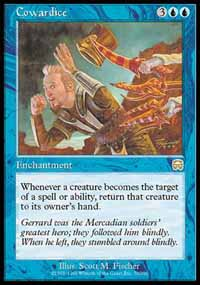 Cowardice 3
Enchantment
Whenever a creature becomes the target
of a spell or ability, return that creature
to its owner's hand.
Gerrard was the Mercadian soldiers'
greatest hero; they followed him blindly.
When he left, they stumbled around blindly.
Illus. Scott M. Fischer